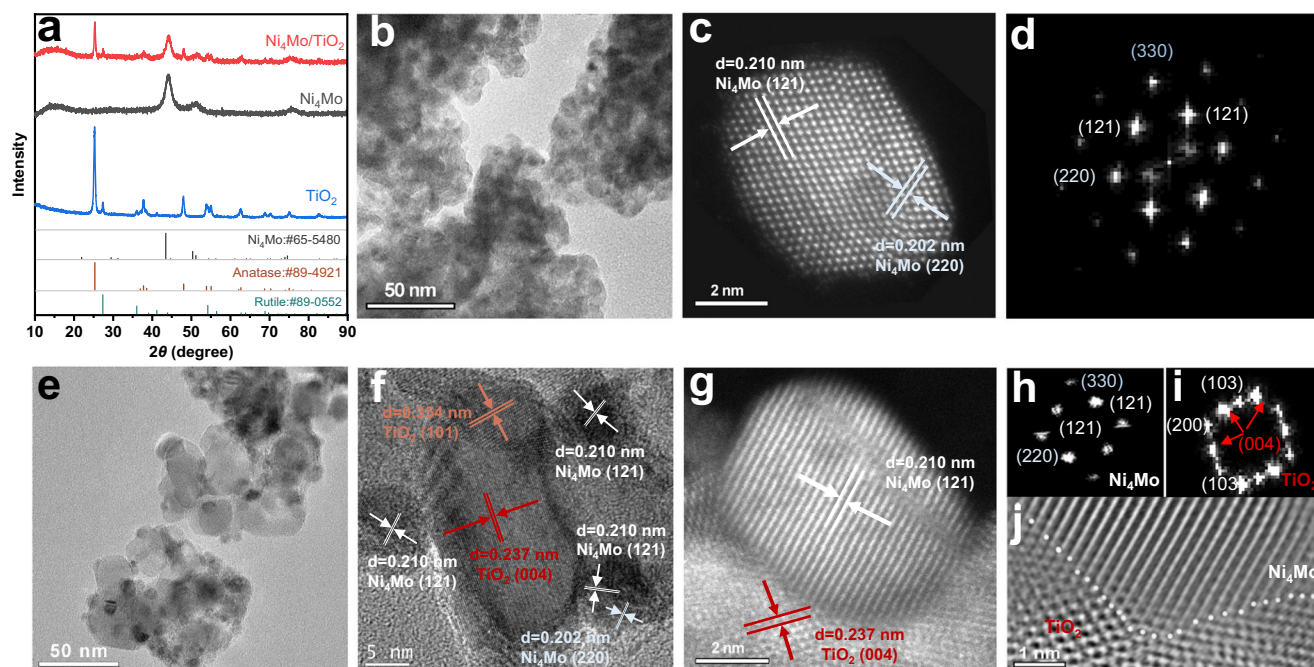 a
Ni₄Mo/TiO₂
Ni₄Mo
TiO₂
Intensity
Ni₄Mo:#65-5480
Anatase:#89-4921
Rutile:#89-0552
10 20 30 40 50 60 70 80 90
2θ (degree)
b
50 nm
c
d=0.210 nm
Ni₄Mo (121)
d=0.202 nm
Ni₄Mo (220)
2 nm
d
(330)
(121) (121)
(220)
e
50 nm
f
d=0.354 nm
TiO₂ (101)
d=0.210 nm
Ni₄Mo (121)
d=0.210 nm
Ni₄Mo (121)
d=0.237 nm
TiO₂ (004)
d=0.210 nm
Ni₄Mo (121)
d=0.202 nm
Ni₄Mo (220)
5 nm
g
d=0.210 nm
Ni₄Mo (121)
d=0.237 nm
TiO₂ (004)
2 nm
h
(330)
(121)
(121)
(220)
Ni₄Mo
i
(103)
(200)
(004)
(103)
TiO₂
j
Ni₄Mo
TiO₂
1 nm